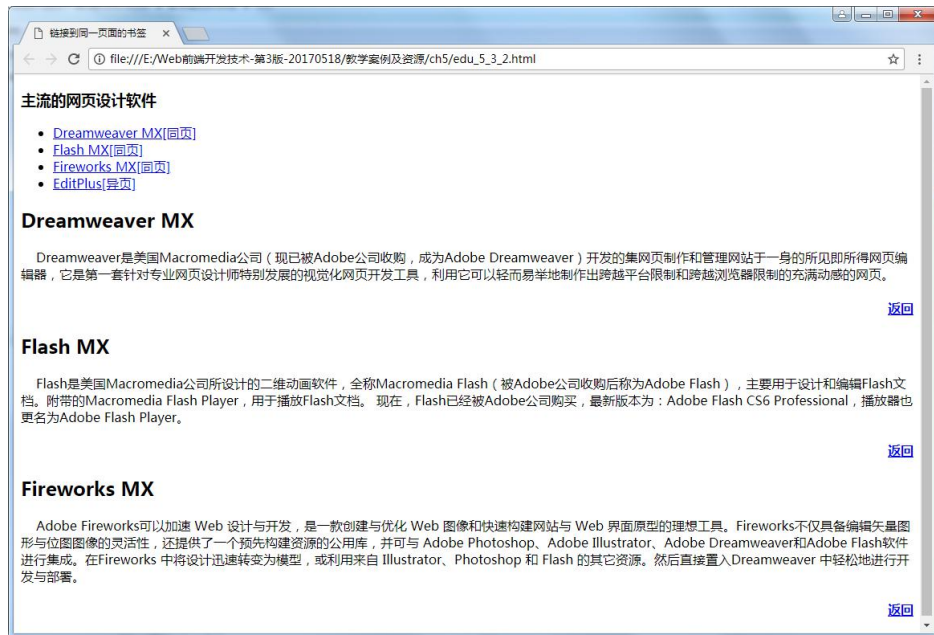 链接到同一页面的书签
file:///E:/Web前端开发技术-第3版-20170518/教学案例及资源/ch5/edu_5_3_2.html
主流的网页设计软件
Dreamweaver MX[同页]
Flash MX[同页]
Fireworks MX[同页]
EditPlus[异页]
Dreamweaver MX
Dreamweaver是美国Macromedia公司（现已被Adobe公司收购，成为Adobe Dreamweaver）开发的集网页制作和管理网站于一身的所见即所得网页编
辑器，它是第一套针对专业网页设计师特别发展的视觉化网页开发工具，利用它可以轻而易举地制作出跨越平台限制和跨越浏览器限制的充满动感的网页。
返回
Flash MX
Flash是美国Macromedia公司所设计的二维动画软件，全称Macromedia Flash（被Adobe公司收购后称为Adobe Flash），主要用于设计和编辑Flash文
档。附带的Macromedia Flash Player，用于播放Flash文档。 现在，Flash已经被Adobe公司购买，最新版本为：Adobe Flash CS6 Professional，播放器也
更名为Adobe Flash Player。
返回
Fireworks MX
Adobe Fireworks可以加速 Web 设计与开发，是一款创建与优化 Web 图像和快速构建网站与 Web 界面原型的理想工具。Fireworks不仅具备编辑矢量图
形与位图图像的灵活性，还提供了一个预先构建资源的公用库，并可与 Adobe Photoshop、Adobe Illustrator、Adobe Dreamweaver和Adobe Flash软件
进行集成。在Fireworks 中将设计迅速转变为模型，或利用来自 Illustrator、Photoshop 和 Flash 的其它资源。然后直接置入Dreamweaver 中轻松地进行开
发与部署。
返回